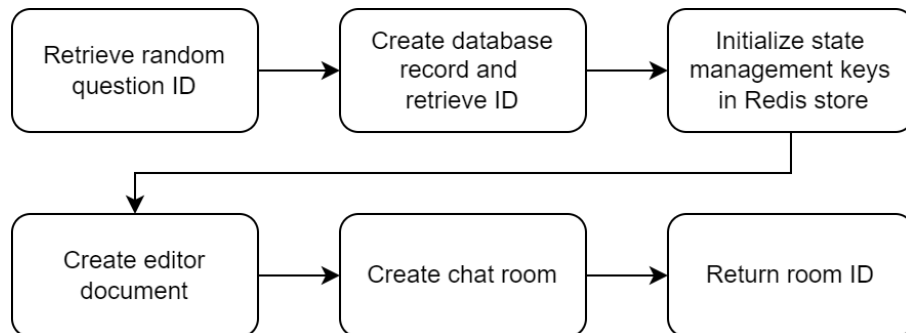 Retrieve random
question ID
Create database
record and
retrieve ID
Initialize state
management keys
in Redis store
Create editor
document
Create chat room
Return room ID